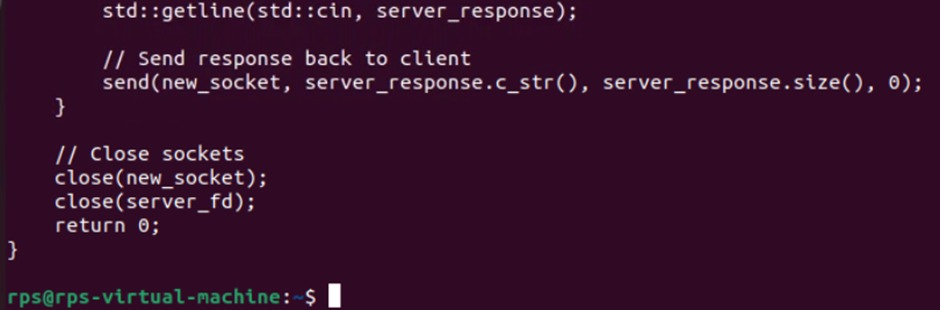 std::getline(std::cin, server_response);
// Send response back to client
send(new_socket, server_response.c_str(), server_response.size(), 0);
}
// Close sockets
close(new_socket);
close(server_fd);
return 0;
}
rps@rps-virtual-machine:~$